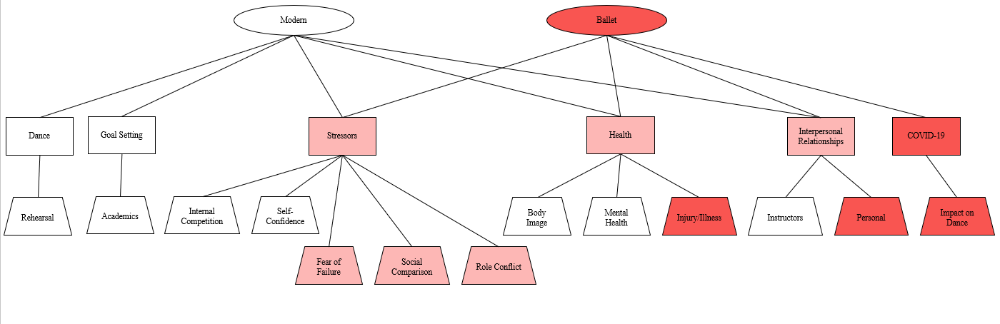 Modern
Ballet
Dance
Goal Setting
Stressors
Health
Interpersonal
Relationships
COVID-19
Rehearsal
Academics
Internal
Competition
Self-
Confidence
Body
Image
Mental
Health
Injury/Illness
Instructors
Personal
Impact on
Dance
Fear of
Failure
Social
Comparison
Role Conflict